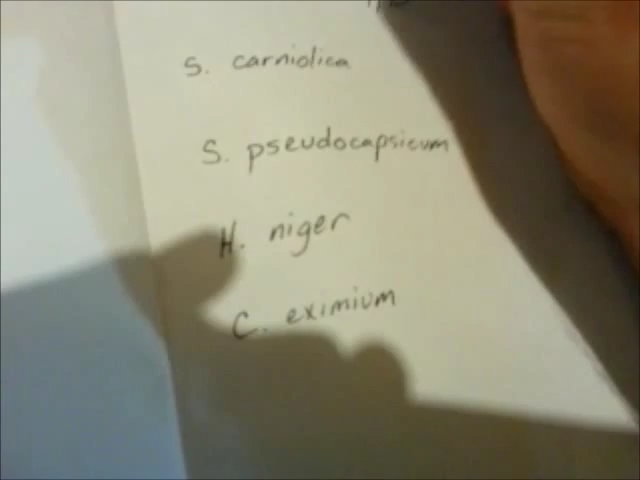 S. carniolica
S. pseudocapsicum
H. niger
C. eximium